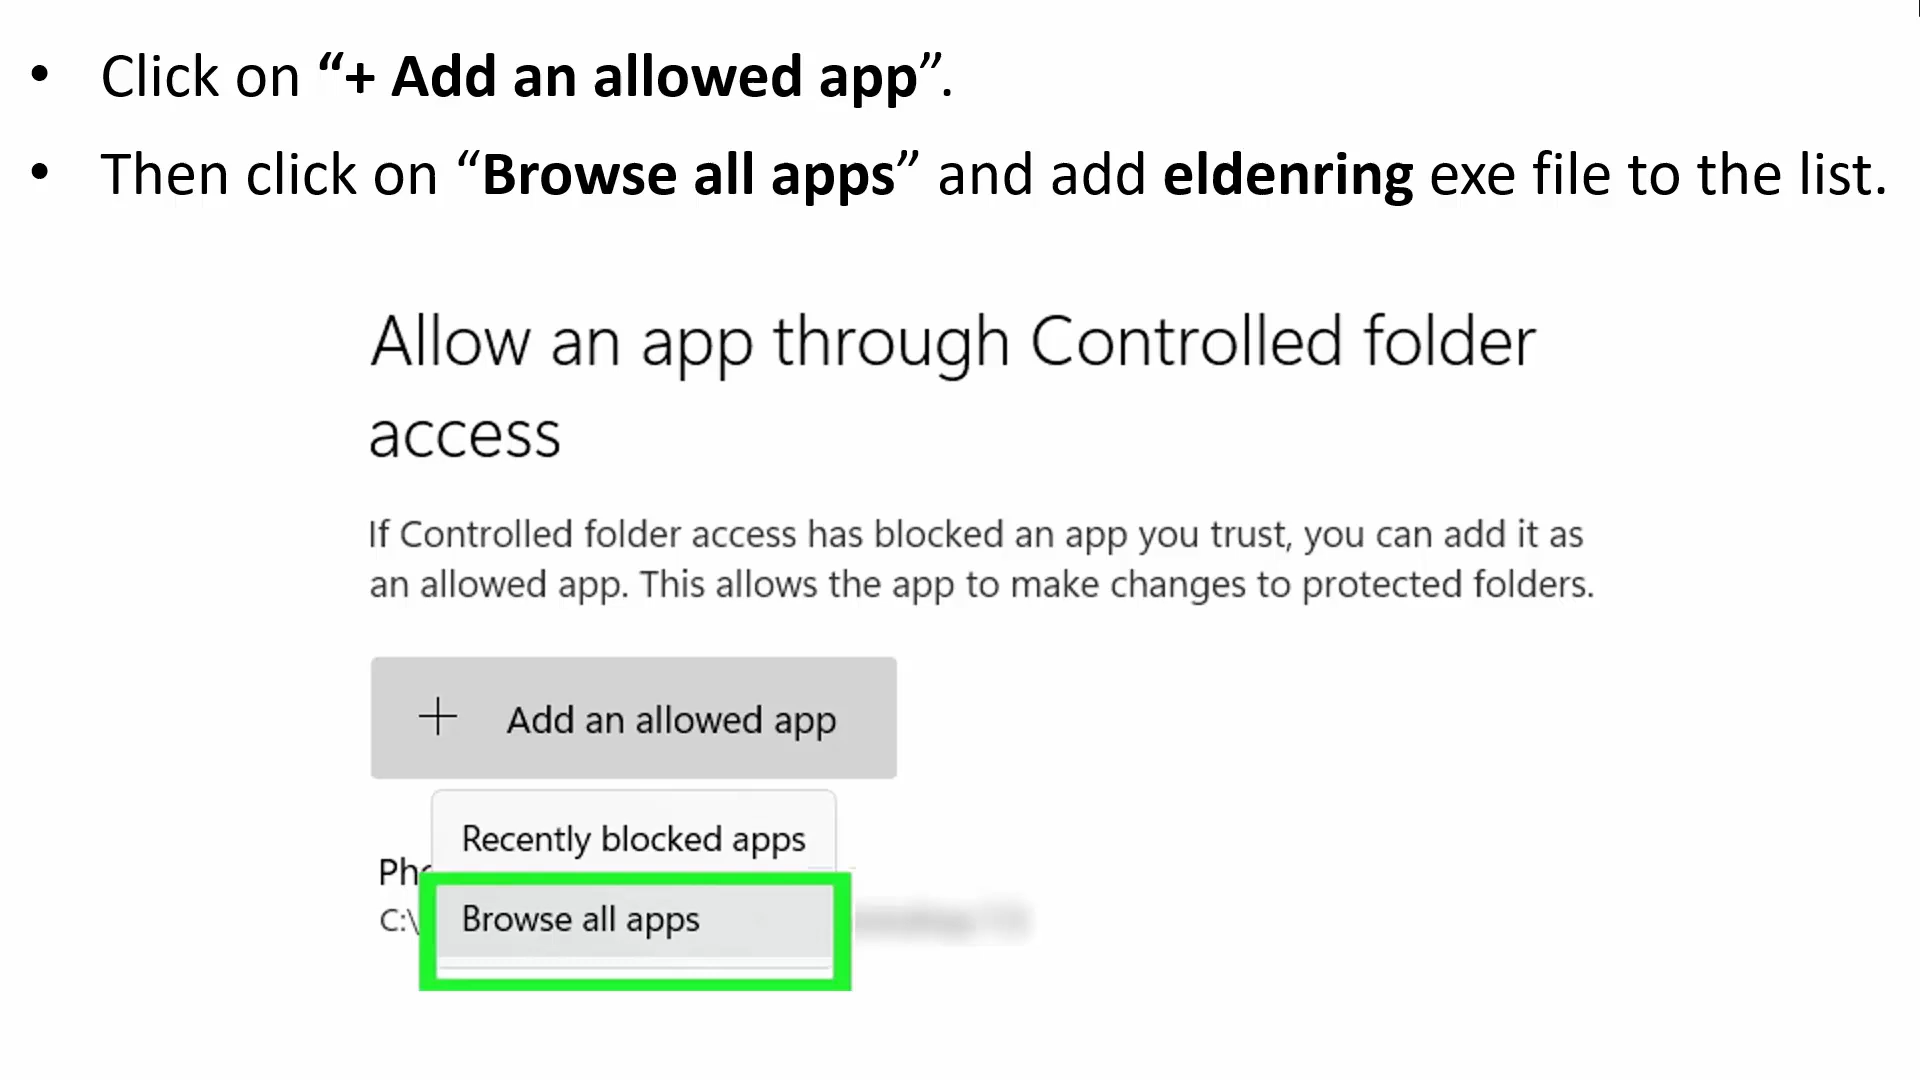 • Click on “+ Add an allowed app”.
• Then click on “Browse all apps” and add eldenring exe file to the list.
Allow an app through Controlled folder
access
If Controlled folder access has blocked an app you trust, you can add it as
an allowed app. This allows the app to make changes to protected folders.
+ Add an allowed app
Recently blocked apps
Browse all apps
C:\